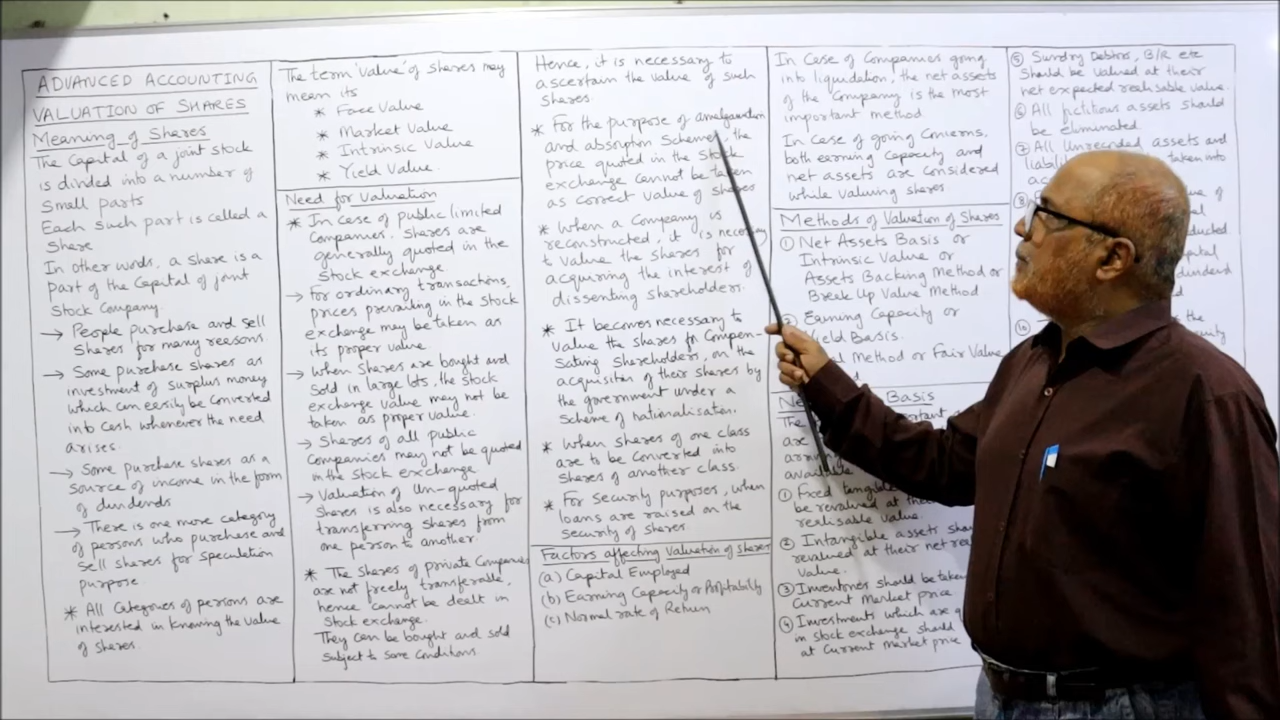 ADVANCED ACCOUNTING
VALUATION OF SHARES
Meaning of Shares
The Capital of a joint stock
is divided into a number of
small parts
Each such part is called a
share
In other words, a share is a
part of the Capital of joint
Stock Company
→ People purchase and sell
shares for many reasons
→ Some purchase shares as
investment of surplus money
which can easily be converted
into Cash whenever the need
arises.
→ Some purchase shares as a
source of income in the form
of dividends
→ There is one more category
of persons who purchase and
sell shares for speculation
purpose.
* All Categories of persons are
interested in knowing the value
of shares.
The term 'value' of shares may
mean its
* Face Value
* Market Value
* Intrinsic Value
* Yield Value.
Need for Valuation
* In case of public limited
Companies, shares are
generally quoted in the
Stock exchange
→ For ordinary transactions,
prices prevailing in the stock
exchange may be taken as
its proper value.
→ When shares are bought and
sold in large lots, the stock
exchange value may not be
taken as proper value.
→ Shares of all public
Companies may not be quoted
in the Stock exchange
→ Valuation of Un-quoted
shares is also necessary for
transferring shares from
one person to another.
* The shares of private Companies
are not freely transferable,
hence cannot be dealt in
Stock exchange.
They can be bought and sold
subject to some Conditions
Hence, it is necessary to
ascertain the value of such
shares.
* For the purpose of amalgamation
and absorption Schemes, the
price quoted in the Stock
exchange cannot be taken
as correct value of shares
* When a Company is
reconstructed, it is necessary
to value the shares for
acquiring the interest of
dissenting shareholders.
* It becomes necessary to
value the shares for Compen-
sating Shareholders, on the
acquisition of their shares by
the government under a
Scheme of nationalisation.
* When shares of one class
are to be converted into
shares of another class.
* For Security purposes, when
loans are raised on the
Security of shares.
Factors affecting Valuation of shares
(a) Capital Employed
(b) Earning Capacity or Profitability
(c) Normal rate of Return
In Case of Companies going
into liquidation, the net assets
of the Company is the most
important method.
In case of going Concerns,
both earning Capacity and
net assets are considered
while valuing shares.
Methods of Valuation of Shares
① Net Assets Basis or
Intrinsic Value or
Assets Backing Method or
Break Up Value Method
② Earning Capacity or
Yield Basis.
Method or Fair Value
Basis
The
are
available
① Fixed tangible
be revalued at their
realisable value
② Intangible assets
revalued at their net
value.
③ Inventories should be taken
Current market price.
④ Investments which are
in stock exchange should
at Current market price
⑤ Sundry Debtors, B/R etc
should be valued at their
net expected realisable value.
⑥ All fictitious assets should
be eliminated.
⑦ All Unrecorded assets and
taken into
of
dividend
⑩
the